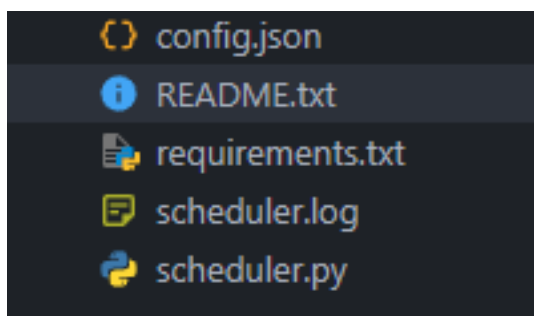 config.json
README.txt
requirements.txt
scheduler.log
scheduler.py